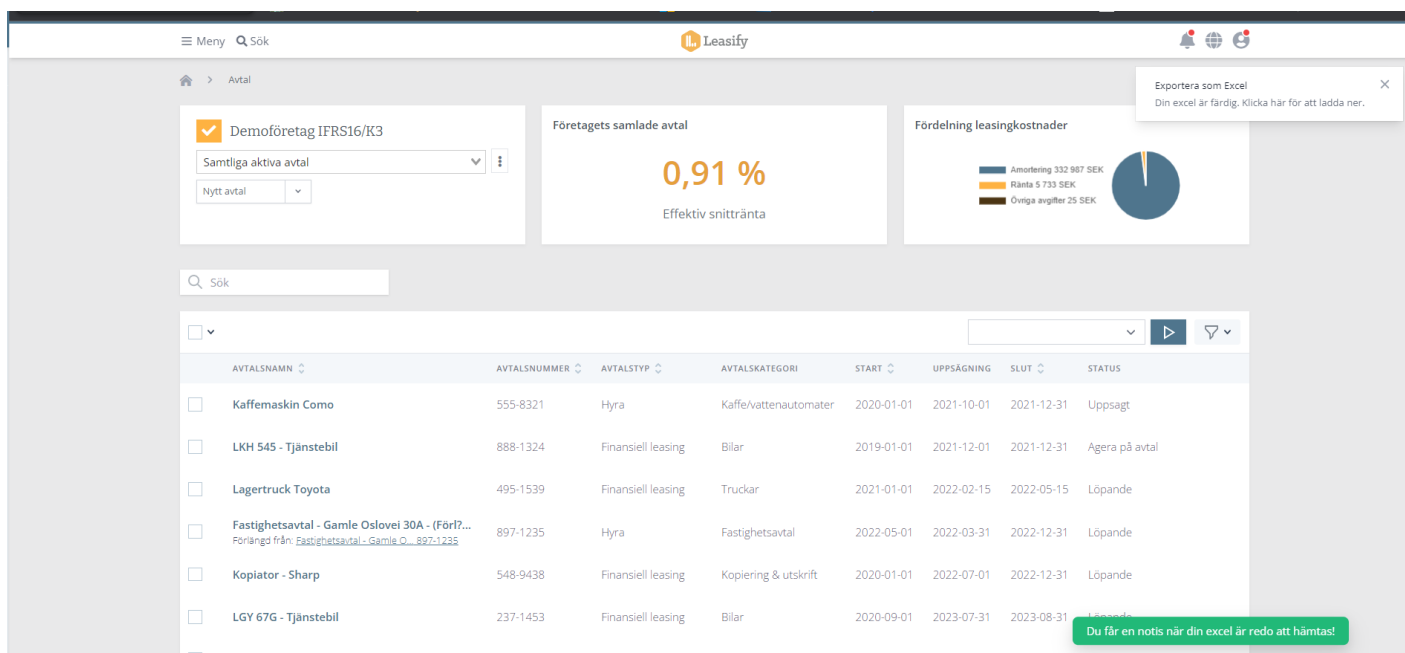 Meny Sök
Leasify
Avtal
Exportera som Excel
Din excel är färdig. Klicka här för att ladda ner.
Demoföretag IFRS16/K3
Samtliga aktiva avtal
Nytt avtal
Företagets samlade avtal
0,91 %
Effektiv snittränta
Fördelning leasingkostnader
Amortering 332 987 SEK
Ränta 5 733 SEK
Övriga avgifter 25 SEK
Sök
AVTALSNAMN AVTALSNUMMER AVTALSTYP AVTALSKATEGORI START UPPSÄGNING SLUT STATUS
Kaffemaskin Como 555-8321 Hyra Kaffe/vattenautomater 2020-01-01 2021-10-01 2021-12-31 Uppsagt
LKH 545 - Tjänstebil 888-1324 Finansiell leasing Bilar 2019-01-01 2021-12-01 2021-12-31 Agera på avtal
Lagertruck Toyota 495-1539 Finansiell leasing Truckar 2021-01-01 2022-02-15 2022-05-15 Löpande
Fastighetsavtal - Gamle Oslovei 30A - (Förl?... 897-1235 Hyra Fastighetsavtal 2022-05-01 2022-03-31 2022-12-31 Löpande
Förlängd från: Fastighetsavtal - Gamle O... 897-1235
Kopiator - Sharp 548-9438 Finansiell leasing Kopiering & utskrift 2020-01-01 2022-07-01 2022-12-31 Löpande
LGY 67G - Tjänstebil 237-1453 Finansiell leasing Bilar 2020-09-01 2023-07-31 2023-08-31 Löpande
Du får en notis när din excel är redo att hämtas!